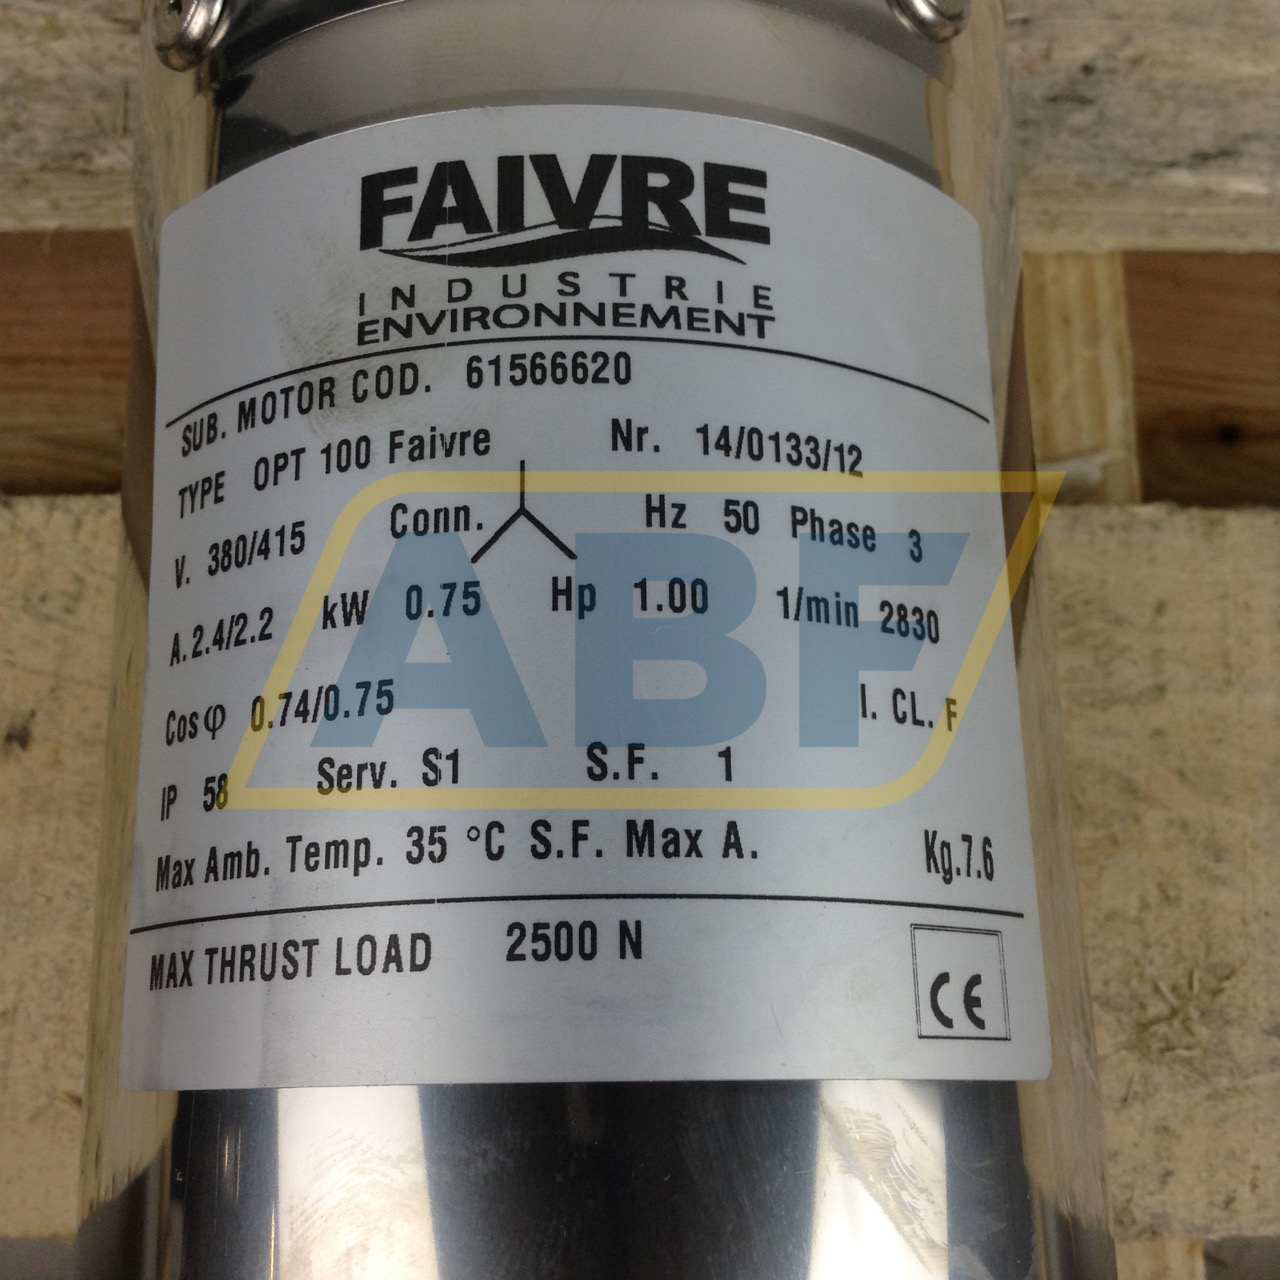 FAIVRE
INDUSTRIE
ENVIRONNEMENT
SUB. MOTOR COD. 61566620
TYPE OPT 100 Faivre Nr. 14/0133/12
V. 380/415 Conn. Hz 50 Phase 3
A. 2.4/2.2 kW 0.75 Hp 1.00 1/min 2830
Cosφ 0.74/0.75 I. CL. F
IP 58 Serv. S1 S.F. 1
Max Amb. Temp. 35 °C S.F. Max A. Kg.7.6
MAX THRUST LOAD 2500 N
CE
ABF